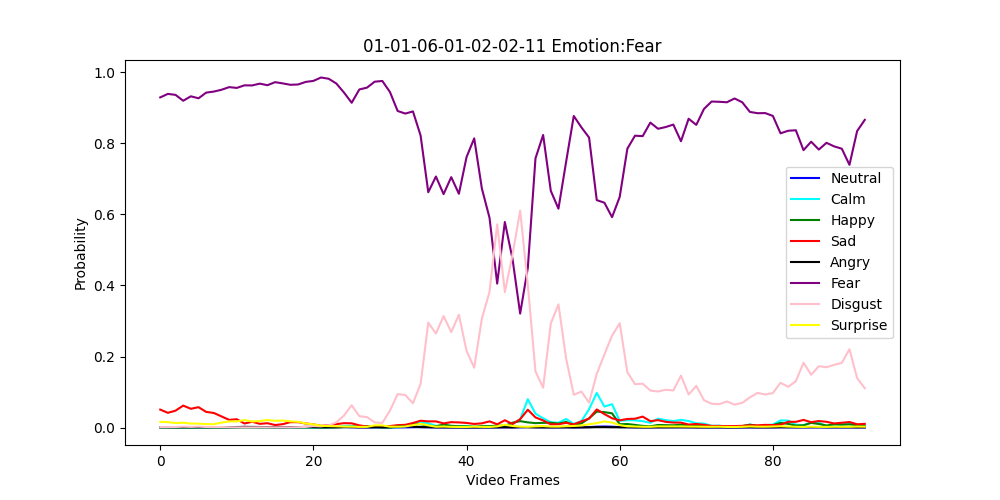 01-01-06-01-02-02-11 Emotion:Fear
Probability
1.0
0.8
0.6
0.4
0.2
0.0
0
20
40
60
80
Video Frames
Neutral
Calm
Happy
Sad
Angry
Fear
Disgust
Surprise